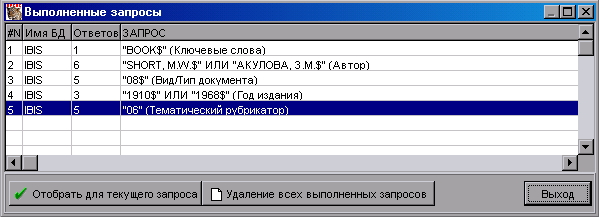 Выполненные запросы
#N Имя БД Ответов ЗАПРОС
1 IBIS 1 "BOOK$" (Ключевые слова)
2 IBIS 6 "SHORT, M.W.$" ИЛИ "АКУЛОВА, З.М.$" (Автор)
3 IBIS 5 "08$" (Вид/Тип документа)
4 IBIS 3 "1910$" ИЛИ "1968$" (Год издания)
5 IBIS 5 "06" (Тематический рубрикатор)
Отобрать для текущего запроса Удаление всех выполненных запросов Выход